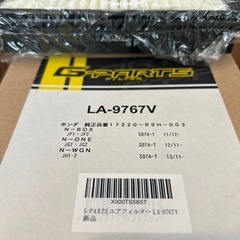 G-PARTS
LA-9767V
ホンダ 純正品番17220-R9H-003
N-BOX
JF1・JF2 S07A-T 11/12-
N-ONE
JG1・JG2 S07A-T 12/11-
N-WGN
JH1・2 S07A-T 13/11-
X000TS58S7
G-PARTS エアフィルター LA-9767V
新品